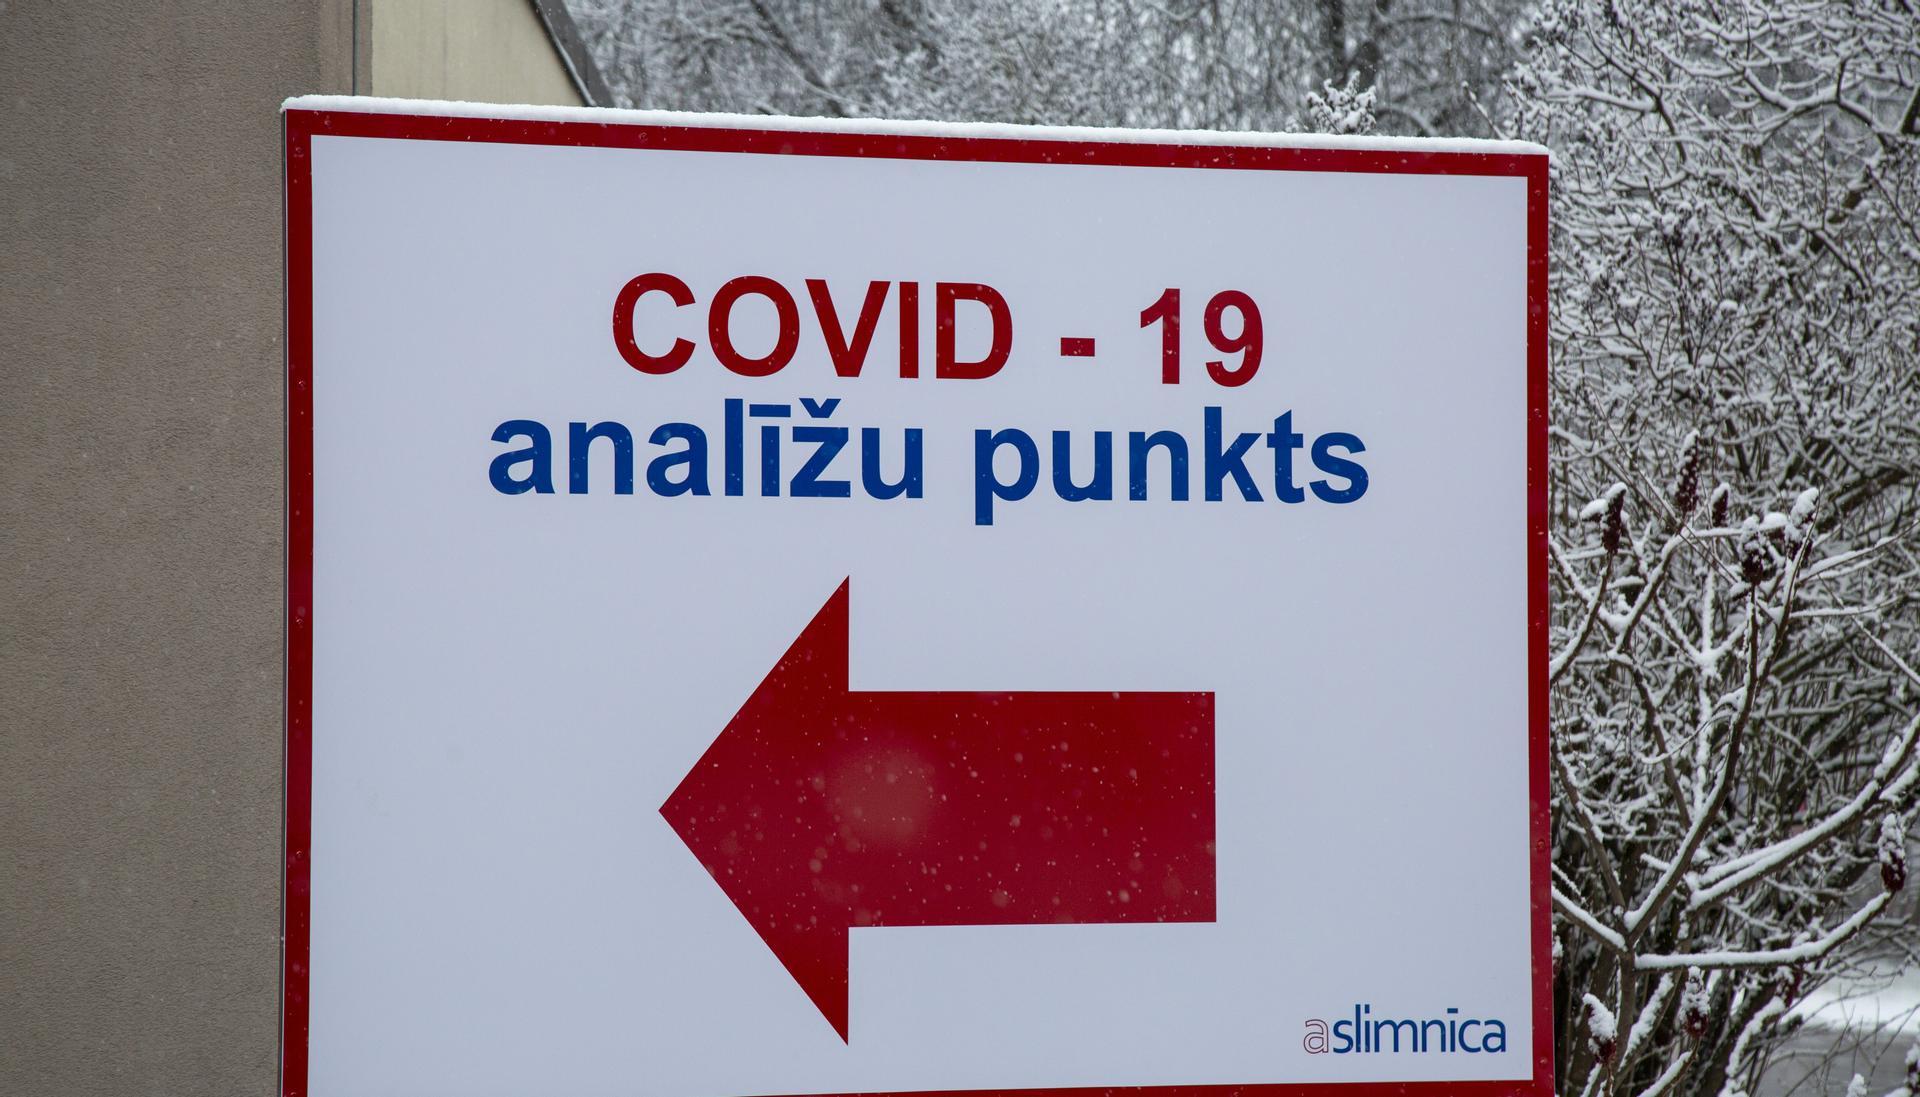 COVID - 19
analīžu punkts
aslimnīca